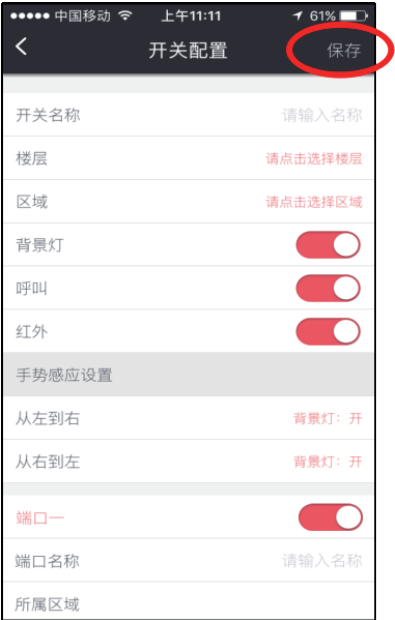 中国移动 上午11:11 61%
开关配置 保存
开关名称 请输入名称
楼层 请点击选择楼层
区域 请点击选择区域
背景灯
呼叫
红外
手势感应设置
从左到右 背景灯：开
从右到左 背景灯：开
端口一
端口名称 请输入名称
所属区域